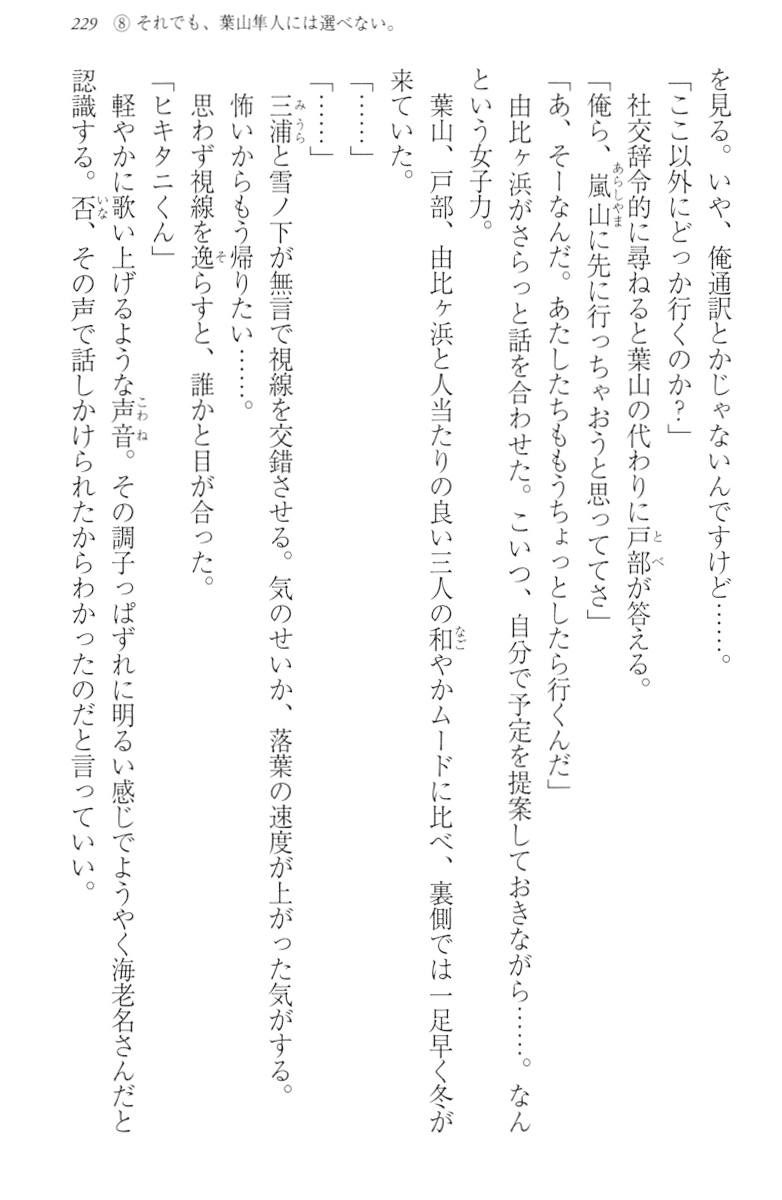 229 ⑧ それでも、葉山隼人には選べない。
を見る。いや、俺通訳とかじゃないんですけど……。
「ここ以外にどっか行くのか?」
社交辞令的に尋ねると葉山の代わりに戸部が答える。
「俺ら、嵐山に先に行っちゃおうと思っててさ」
「あ、そーなんだ。あたしたちももうちょっとしたら行くんだ」
由比ヶ浜がさらっと話を合わせた。こいつ、自分で予定を提案しておきながら……。なん
という女子力。
葉山、戸部、由比ヶ浜と人当たりの良い三人の和やかムードに比べ、裏側では一足早く冬が
来ていた。
「……」
「……」
三浦と雪ノ下が無言で視線を交錯させる。気のせいか、落葉の速度が上がった気がする。
怖いからもう帰りたい……。
思わず視線を逸らすと、誰かと目が合った。
「ヒキタニくん」
軽やかに歌い上げるような声音。その調子っぱずれに明るい感じでようやく海老名さんだと
認識する。否、その声で話しかけられたからわかったのだと言っていい。